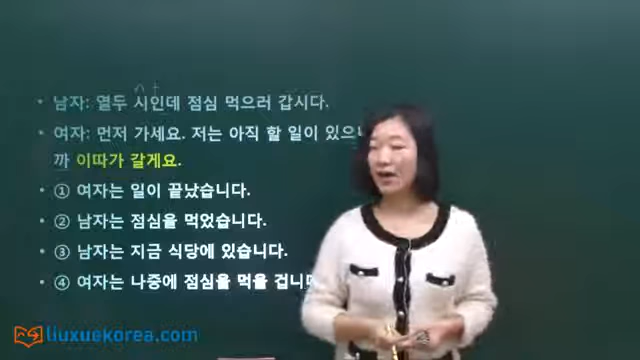 남자: 열두 시인데 점심 먹으러 갑시다.
여자: 먼저 가세요. 저는 아직 할 일이 있으니
까 이따가 갈게요.
① 여자는 일이 끝났습니다.
② 남자는 점심을 먹었습니다.
③ 남자는 지금 식당에 있습니다.
④ 여자는 나중에 점심을 먹을 겁니다
liuxuekorea.com